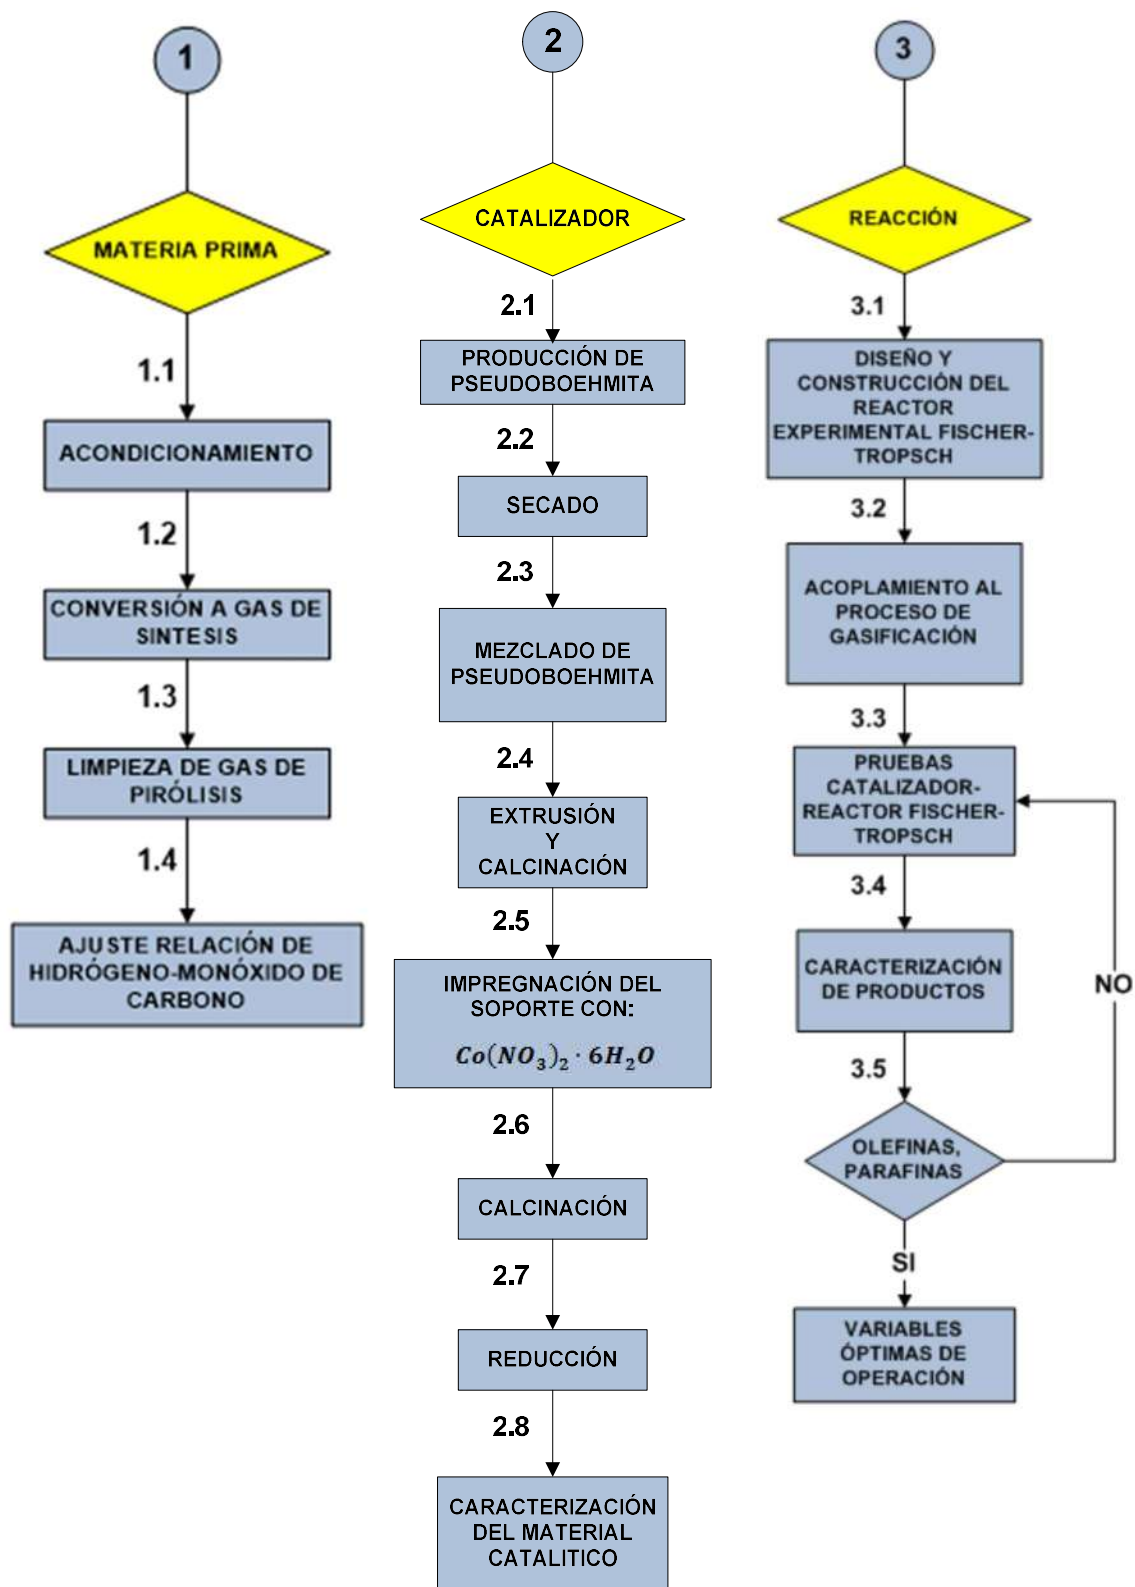 1
MATERIA PRIMA
1.1
ACONDICIONAMIENTO
1.2
CONVERSIÓN A GAS DE
SINTESIS
1.3
LIMPIEZA DE GAS DE
PIRÓLISIS
1.4
AJUSTE RELACIÓN DE
HIDRÓGENO-MONÓXIDO DE
CARBONO
2
CATALIZADOR
2.1
PRODUCCIÓN DE
PSEUDOBOEHMITA
2.2
SECADO
2.3
MEZCLADO DE
PSEUDOBOEHMITA
2.4
EXTRUSIÓN
Y
CALCINACIÓN
2.5
IMPREGNACIÓN DEL
SOPORTE CON:
Co(NO₃)₂ · 6H₂O
2.6
CALCINACIÓN
2.7
REDUCCIÓN
2.8
CARACTERIZACIÓN
DEL MATERIAL
CATALITICO
3
REACCIÓN
3.1
DISEÑO Y
CONSTRUCCIÓN DEL
REACTOR
EXPERIMENTAL FISCHER-
TROPSCH
3.2
ACOPLAMIENTO AL
PROCESO DE
GASIFICACIÓN
3.3
PRUEBAS
CATALIZADOR-
REACTOR FISCHER-
TROPSCH
3.4
CARACTERIZACIÓN
DE PRODUCTOS
NO
3.5
OLEFINAS,
PARAFINAS
SI
VARIABLES
ÓPTIMAS DE
OPERACIÓN